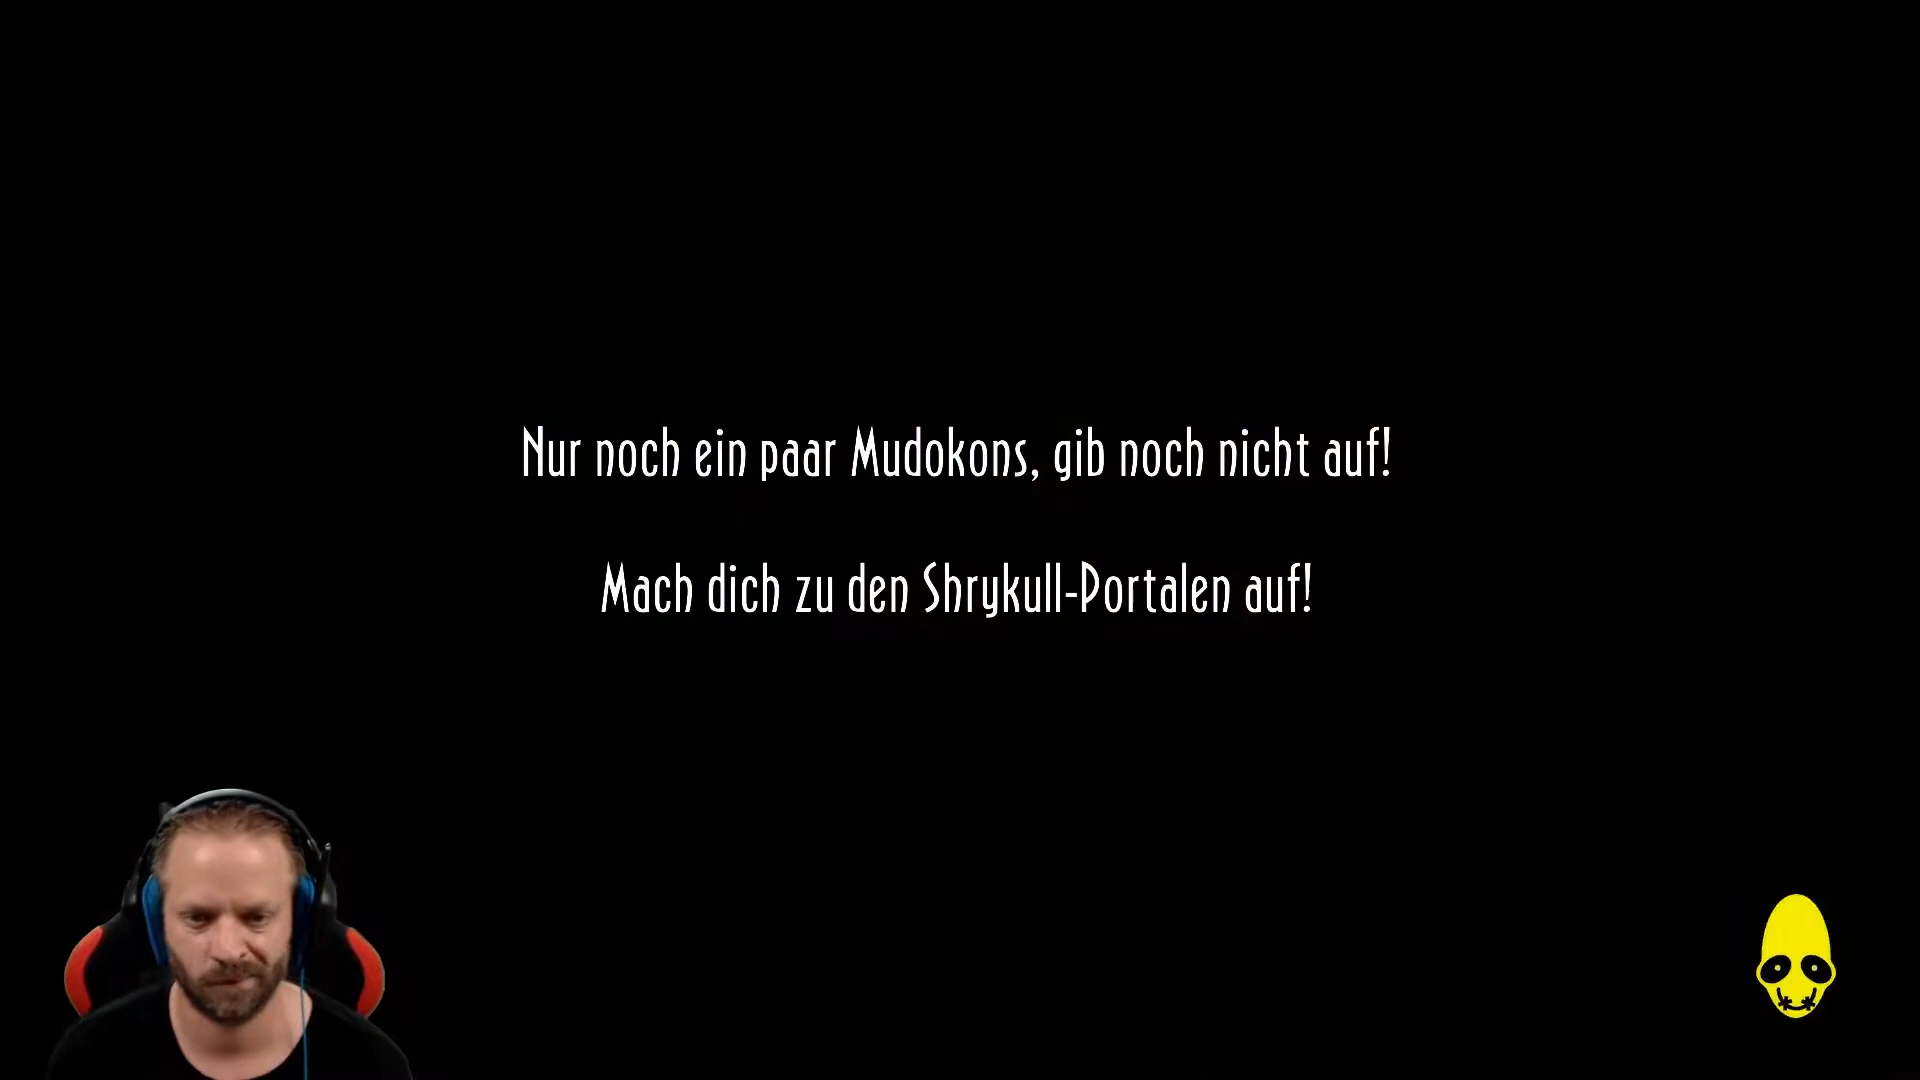 Nur noch ein paar Mudokons, gib noch nicht auf!
Mach dich zu den Shrykull-Portalen auf!